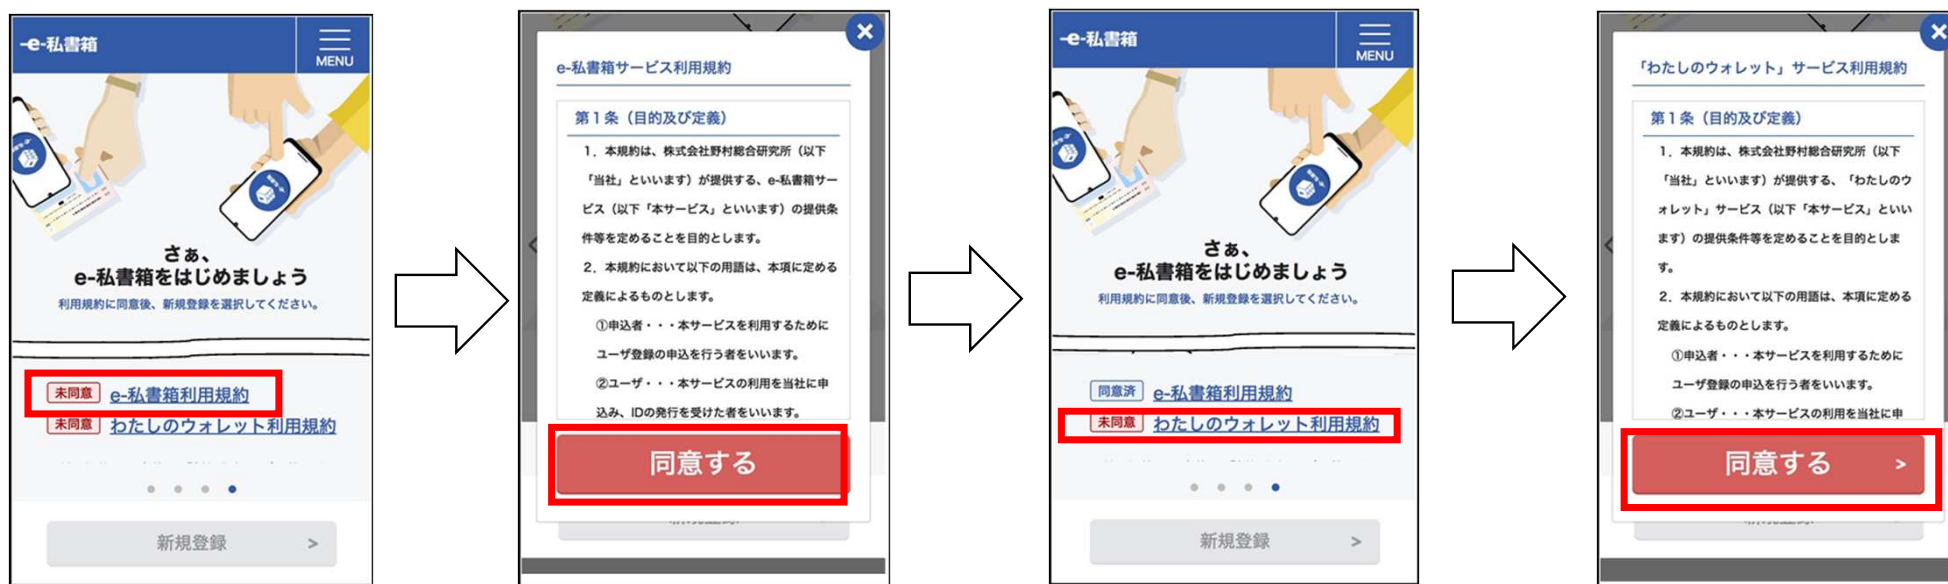 -e-私書箱
MENU
さぁ、
e-私書箱をはじめましょう
利用規約に同意後、新規登録を選択してください。
未同意 e-私書箱利用規約
未同意 わたしのウォレット利用規約
新規登録 >
e-私書箱サービス利用規約
第1条（目的及び定義）
1．本規約は、株式会社野村総合研究所（以下
「当社」といいます）が提供する、e-私書箱サー
ビス（以下「本サービス」といいます）の提供条
件等を定めることを目的とします。
2．本規約において以下の用語は、本項に定める
定義によるものとします。
①申込者・・・本サービスを利用するために
ユーザ登録の申込を行う者をいいます。
②ユーザ・・・本サービスの利用を当社に申
込み、IDの発行を受けた者をいいます。
同意する
-e-私書箱
MENU
さぁ、
e-私書箱をはじめましょう
利用規約に同意後、新規登録を選択してください。
同意済 e-私書箱利用規約
未同意 わたしのウォレット利用規約
新規登録 >
「わたしのウォレット」サービス利用規約
第1条（目的及び定義）
1．本規約は、株式会社野村総合研究所（以下
「当社」といいます）が提供する、「わたしのウ
ォレット」サービス（以下「本サービス」といい
ます）の提供条件等を定めることを目的としま
す。
2．本規約において以下の用語は、本項に定める
定義によるものとします。
①申込者・・・本サービスを利用するために
ユーザ登録の申込を行う者をいいます。
②ユーザ・・・本サービスの利用を当社に申
同意する >